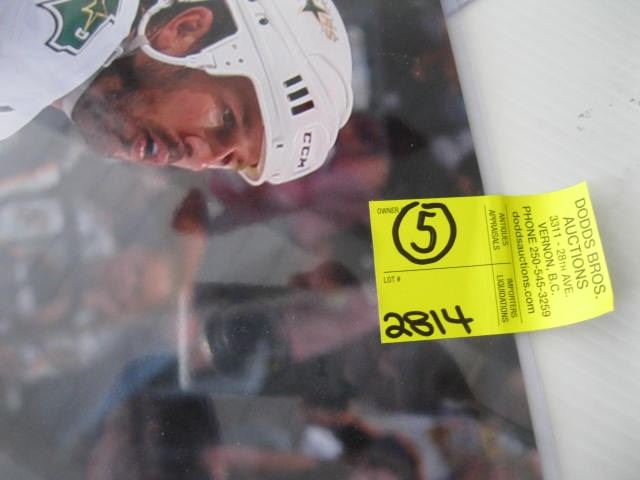 CCM
DODDS BROS.
AUCTIONS
3311 - 28TH AVE.
VERNON, B.C.
PHONE 250-545-3259
doddsauctions.com
ANTIQUES IMPORTERS
APPRAISALS LIQUIDATIONS
OWNER
5
LOT #
2814